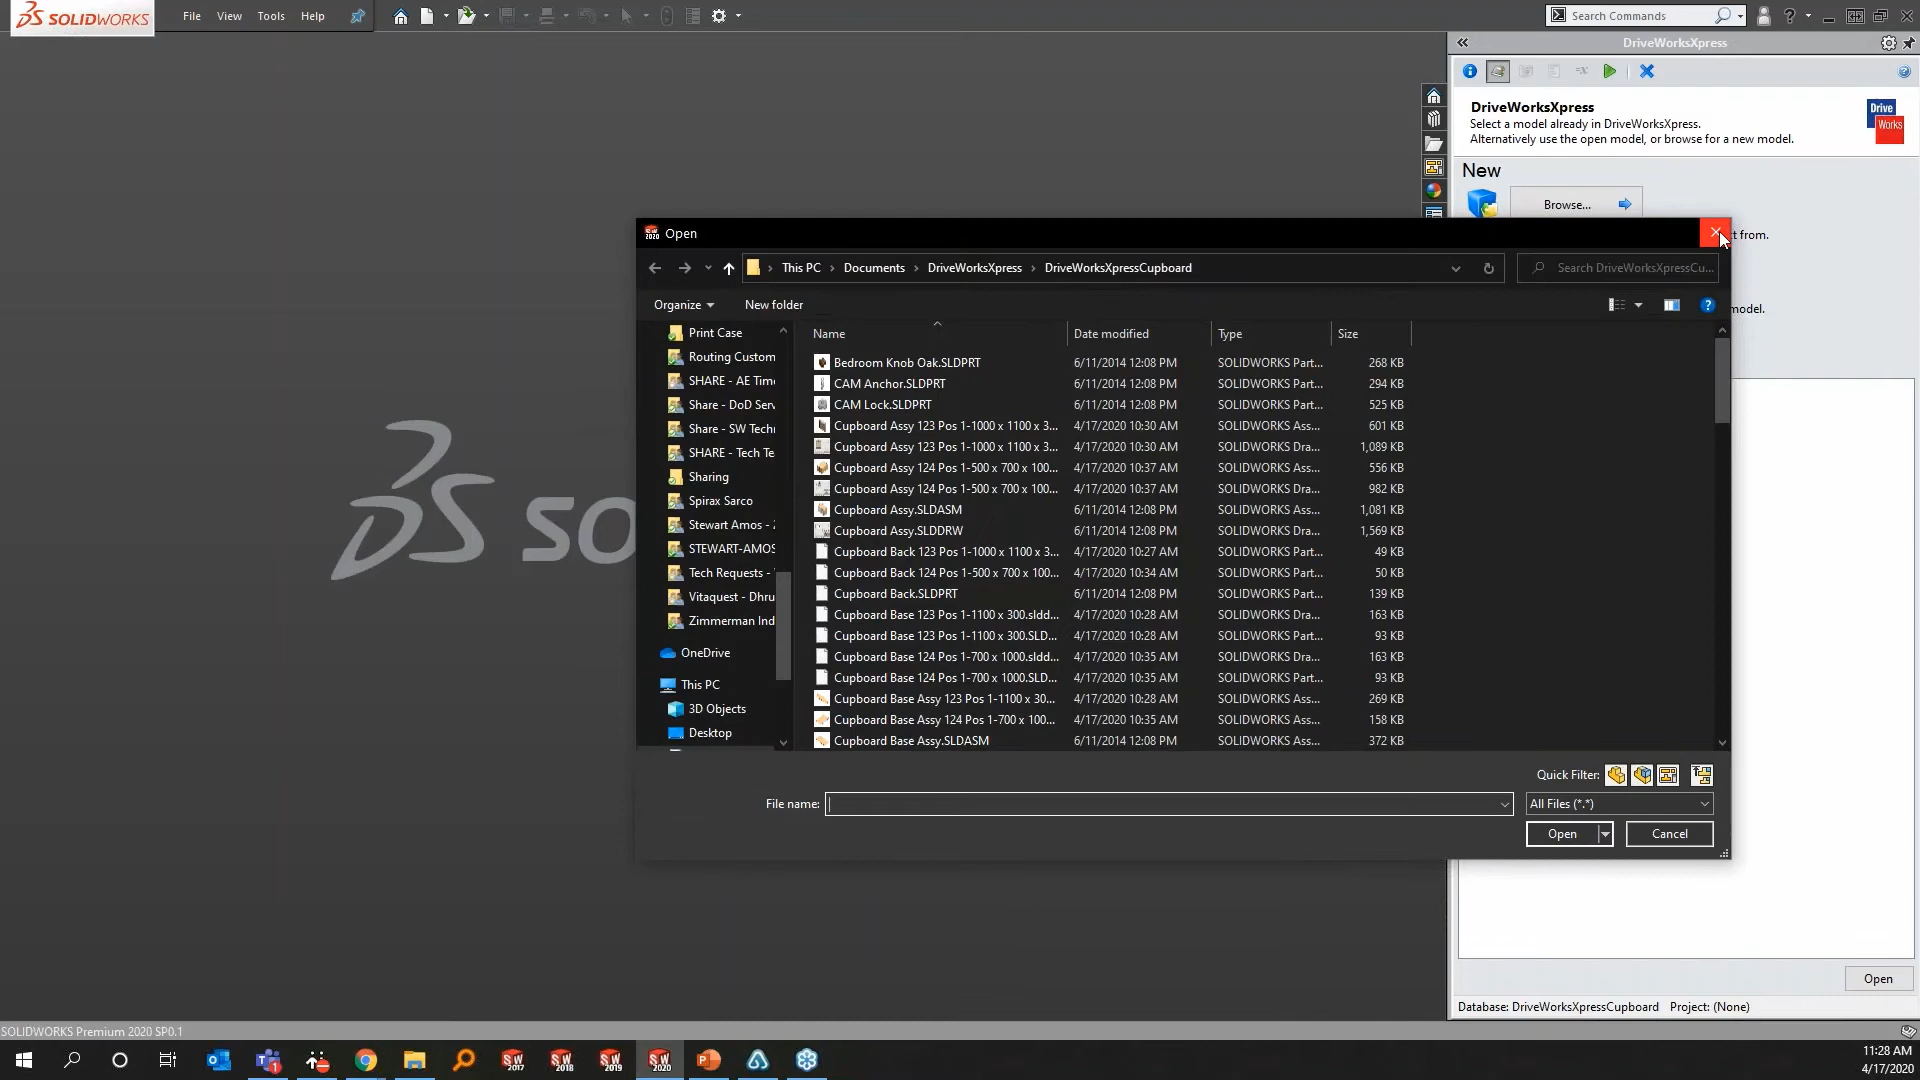 SOLIDWORKS
File View Tools Help
Search Commands
DriveWorksXpress
DriveWorksXpress
Select a model already in DriveWorksXpress.
Alternatively use the open model, or browse for a new model.
Drive
Works
New
Browse...
t from.
model.
Open
This PC › Documents › DriveWorksXpress › DriveWorksXpressCupboard
Search DriveWorksXpressCu...
Organize
New folder
Print Case
Routing Custom
SHARE - AE Time
Share - DoD Serv
Share - SW Techn
SHARE - Tech Te
Sharing
Spirax Sarco
Stewart Amos - 2
STEWART-AMOS
Tech Requests -
Vitaquest - Dhru
Zimmerman Ind
OneDrive
This PC
3D Objects
Desktop
Name Date modified Type Size
Bedroom Knob Oak.SLDPRT 6/11/2014 12:08 PM SOLIDWORKS Part... 268 KB
CAM Anchor.SLDPRT 6/11/2014 12:08 PM SOLIDWORKS Part... 294 KB
CAM Lock.SLDPRT 6/11/2014 12:08 PM SOLIDWORKS Part... 525 KB
Cupboard Assy 123 Pos 1-1000 x 1100 x 3... 4/17/2020 10:30 AM SOLIDWORKS Ass... 601 KB
Cupboard Assy 123 Pos 1-1000 x 1100 x 3... 4/17/2020 10:30 AM SOLIDWORKS Dra... 1,089 KB
Cupboard Assy 124 Pos 1-500 x 700 x 100... 4/17/2020 10:37 AM SOLIDWORKS Ass... 556 KB
Cupboard Assy 124 Pos 1-500 x 700 x 100... 4/17/2020 10:37 AM SOLIDWORKS Dra... 982 KB
Cupboard Assy.SLDASM 6/11/2014 12:08 PM SOLIDWORKS Ass... 1,081 KB
Cupboard Assy.SLDDRW 6/11/2014 12:08 PM SOLIDWORKS Dra... 1,569 KB
Cupboard Back 123 Pos 1-1000 x 1100 x 3... 4/17/2020 10:27 AM SOLIDWORKS Part... 49 KB
Cupboard Back 124 Pos 1-500 x 700 x 100... 4/17/2020 10:34 AM SOLIDWORKS Part... 50 KB
Cupboard Back.SLDPRT 6/11/2014 12:08 PM SOLIDWORKS Part... 139 KB
Cupboard Base 123 Pos 1-1100 x 300.sldd... 4/17/2020 10:28 AM SOLIDWORKS Dra... 163 KB
Cupboard Base 123 Pos 1-1100 x 300.SLD... 4/17/2020 10:28 AM SOLIDWORKS Part... 93 KB
Cupboard Base 124 Pos 1-700 x 1000.sldd... 4/17/2020 10:35 AM SOLIDWORKS Dra... 163 KB
Cupboard Base 124 Pos 1-700 x 1000.SLD... 4/17/2020 10:35 AM SOLIDWORKS Part... 93 KB
Cupboard Base Assy 123 Pos 1-1100 x 30... 4/17/2020 10:28 AM SOLIDWORKS Ass... 269 KB
Cupboard Base Assy 124 Pos 1-700 x 100... 4/17/2020 10:35 AM SOLIDWORKS Ass... 158 KB
Cupboard Base Assy.SLDASM 6/11/2014 12:08 PM SOLIDWORKS Ass... 372 KB
Quick Filter:
File name:
All Files (*.*)
Open
Cancel
SO
Open
Database: DriveWorksXpressCupboard Project: (None)
SOLIDWORKS Premium 2020 SP0.1
SW 2017
SW 2018
SW 2019
SW 2020
11:28 AM
4/17/2020